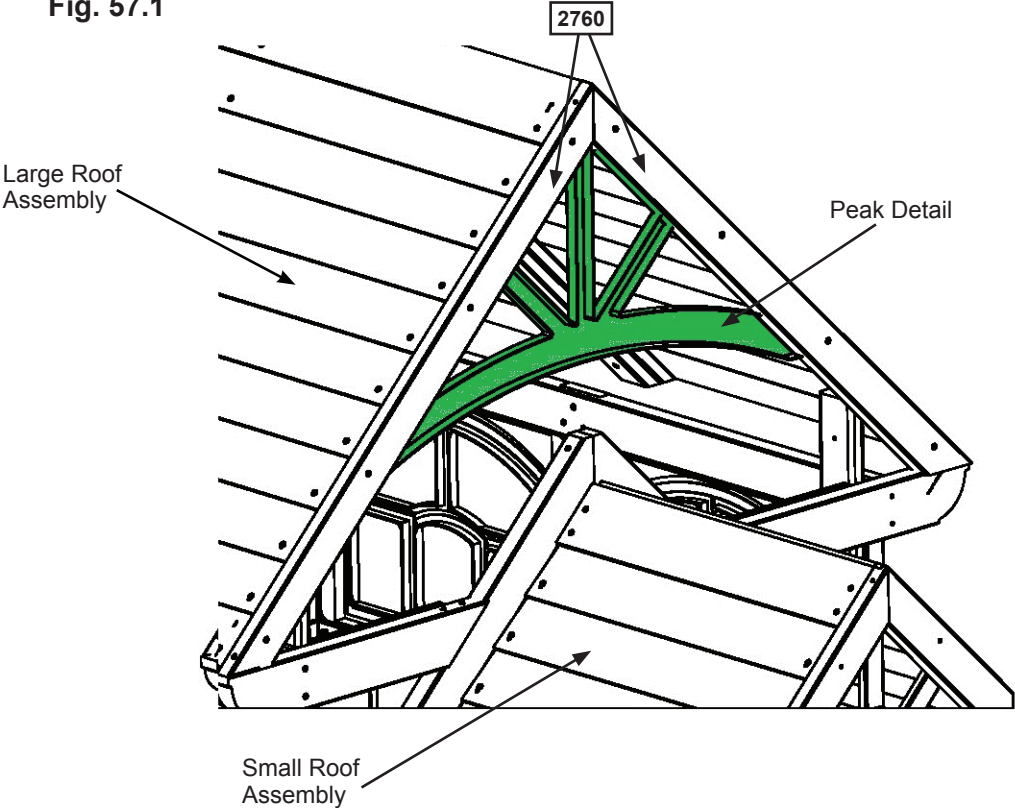 Fig. 57.1
2760
Large Roof
Assembly
Peak Detail
Small Roof
Assembly